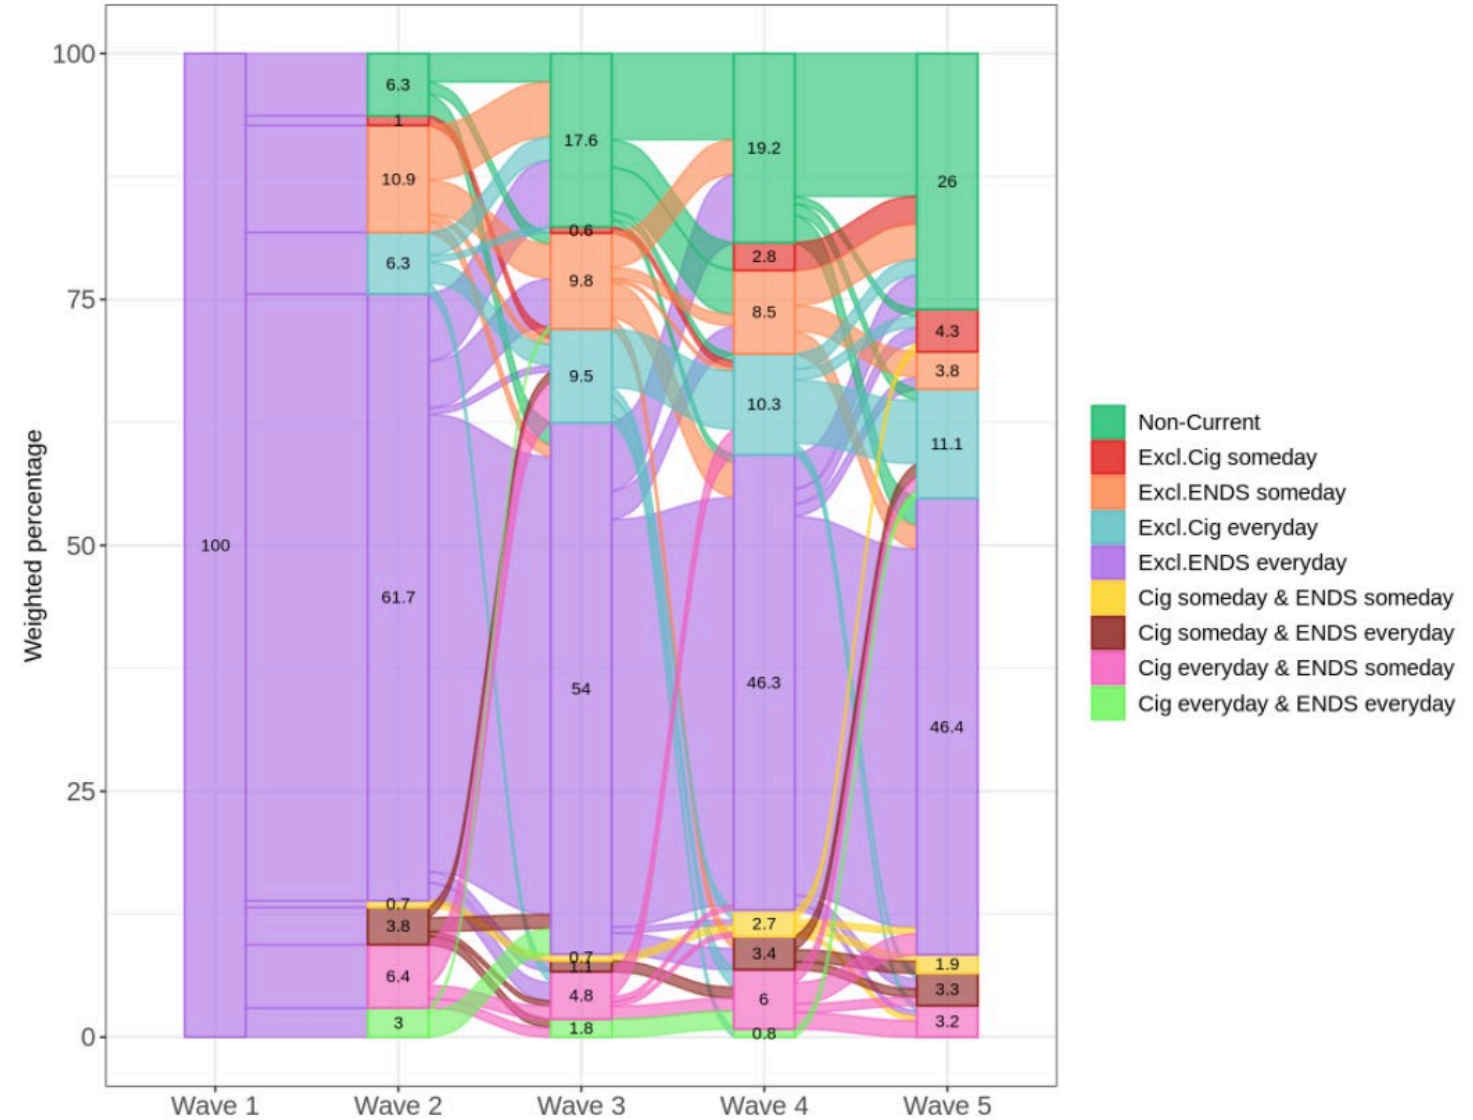 Weighted percentage
100
75
50
25
0
100
6.3
1
10.9
6.3
61.7
0.7
3.8
6.4
3
17.6
0.6
9.8
9.5
54
0.7
1.1
4.8
1.8
19.2
2.8
8.5
10.3
46.3
2.7
3.4
6
0.8
26
4.3
3.8
11.1
46.4
1.9
3.3
3.2
Wave 1
Wave 2
Wave 3
Wave 4
Wave 5
Non-Current
Excl.Cig someday
Excl.ENDS someday
Excl.Cig everyday
Excl.ENDS everyday
Cig someday & ENDS someday
Cig someday & ENDS everyday
Cig everyday & ENDS someday
Cig everyday & ENDS everyday